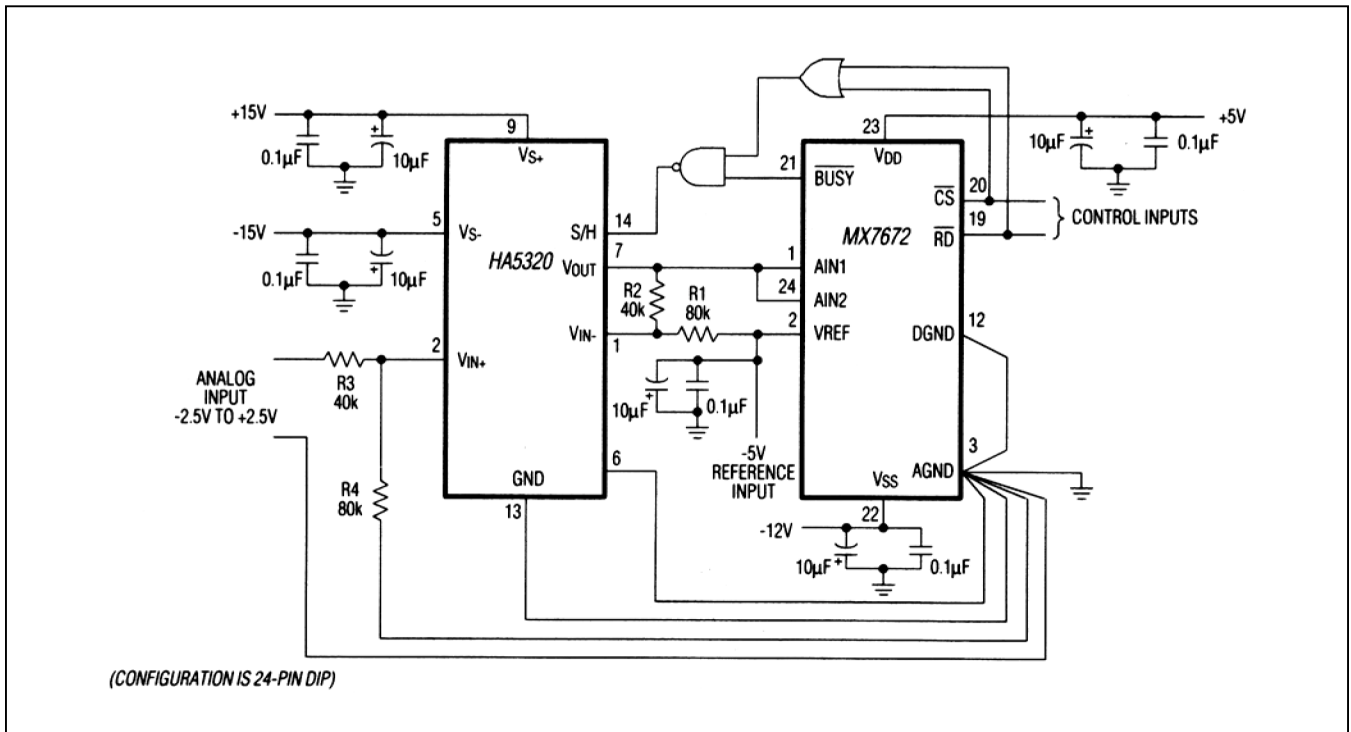 +15V
0.1µF
+
10µF
9
VS+
-15V
0.1µF
+
10µF
5
VS-
HA5320
14
S/H
7
VOUT
VIN-
1
2
VIN+
ANALOG
INPUT
-2.5V TO +2.5V
R3
40k
R4
80k
6
GND
13
R2
40k
R1
80k
10µF
+
0.1µF
-5V
REFERENCE
INPUT
21
BUSY
23
VDD
MX7672
1
AIN1
24
AIN2
2
VREF
20
CS
19
RD
CONTROL INPUTS
+5V
10µF
+
0.1µF
DGND
12
3
AGND
VSS
22
-12V
10µF
+
0.1µF
(CONFIGURATION IS 24-PIN DIP)